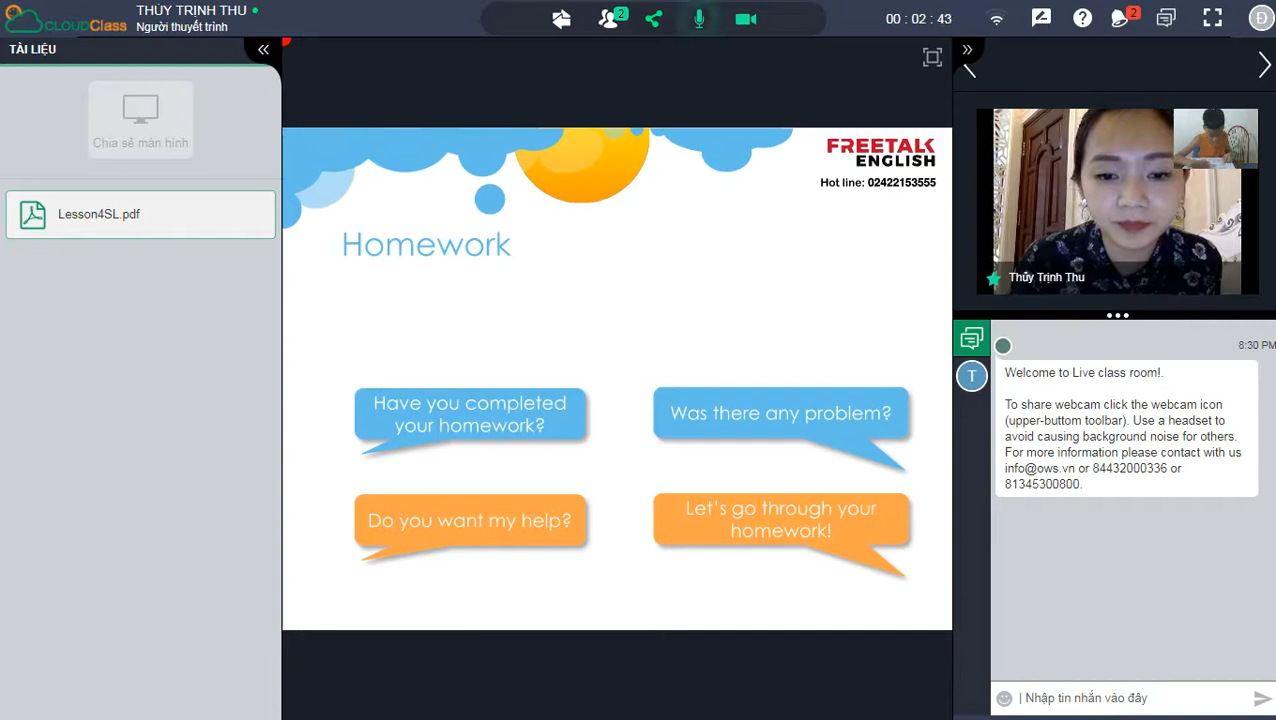 CLOUDClass
THÙY TRỊNH THU
Người thuyết trình
2
00 : 02 : 43
2
Đ
TÀI LIỆU
«
»
Chia sẻ màn hình
Lesson4SL.pdf
FREETALK
ENGLISH
Hot line: 02422153555
Homework
Have you completed
your homework?
Was there any problem?
Do you want my help?
Let's go through your
homework!
Thủy Trịnh Thu
8:30 PM
T
Welcome to Live class room!.
To share webcam click the webcam icon
(upper-buttom toolbar). Use a headset to
avoid causing background noise for others.
For more information please contact with us
info@ows.vn or 84432000336 or
81345300800.
Nhập tin nhắn vào đây